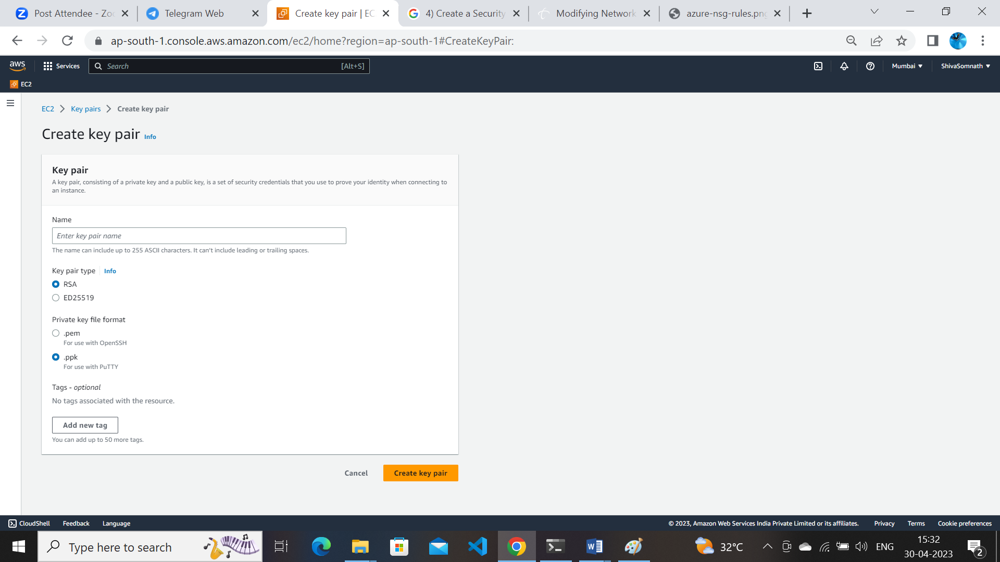 Post Attendee - Zoo
Telegram Web
Create key pair | EC
4) Create a Security
Modifying Network
azure-nsg-rules.png
ap-south-1.console.aws.amazon.com/ec2/home?region=ap-south-1#CreateKeyPair:
aws
Services
Search
[Alt+S]
Mumbai
ShivaSomnath
EC2
EC2
Key pairs
Create key pair
Create key pair Info
Key pair
A key pair, consisting of a private key and a public key, is a set of security credentials that you use to prove your identity when connecting to
an instance.
Name
Enter key pair name
The name can include up to 255 ASCII characters. It can't include leading or trailing spaces.
Key pair type
Info
RSA
ED25519
Private key file format
.pem
For use with OpenSSH
.ppk
For use with PuTTY
Tags - optional
No tags associated with the resource.
Add new tag
You can add up to 50 more tags.
Cancel
Create key pair
CloudShell
Feedback
Language
© 2023, Amazon Web Services India Private Limited or its affiliates.
Privacy
Terms
Cookie preferences
Type here to search
32°C
ENG
15:32
30-04-2023
2